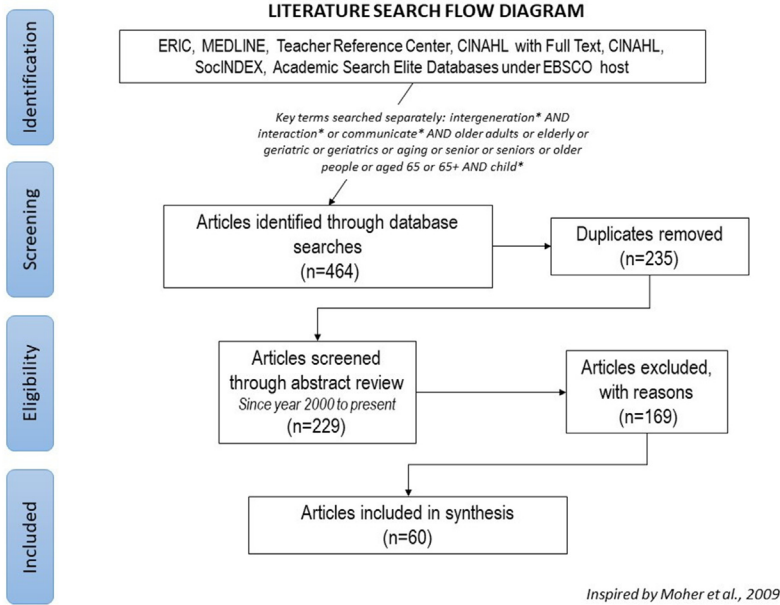 LITERATURE SEARCH FLOW DIAGRAM
Identification
ERIC, MEDLINE, Teacher Reference Center, CINAHL with Full Text, CINAHL,
SocINDEX, Academic Search Elite Databases under EBSCO host
Key terms searched separately: intergeneration* AND
interaction* or communicate* AND older adults or elderly or
geriatric or geriatrics or aging or senior or seniors or older
people or aged 65 or 65+ AND child*
Screening
Articles identified through database
searches
(n=464)
Duplicates removed
(n=235)
Eligibility
Articles screened
through abstract review
Since year 2000 to present
(n=229)
Articles excluded,
with reasons
(n=169)
Included
Articles included in synthesis
(n=60)
Inspired by Moher et al., 2009